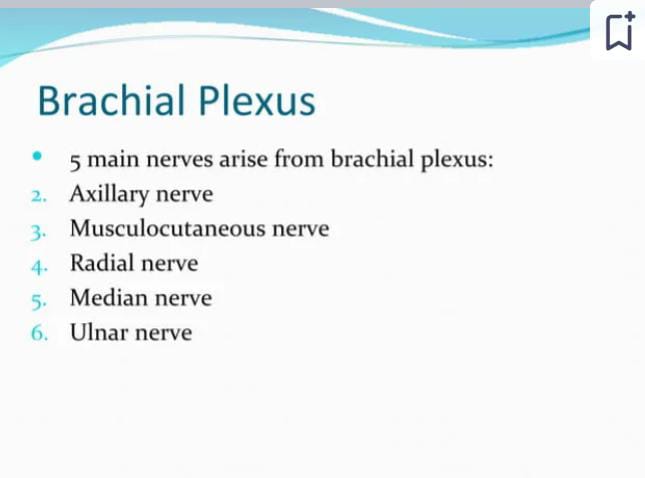 Brachial Plexus
• 5 main nerves arise from brachial plexus:
2. Axillary nerve
3. Musculocutaneous nerve
4. Radial nerve
5. Median nerve
6. Ulnar nerve